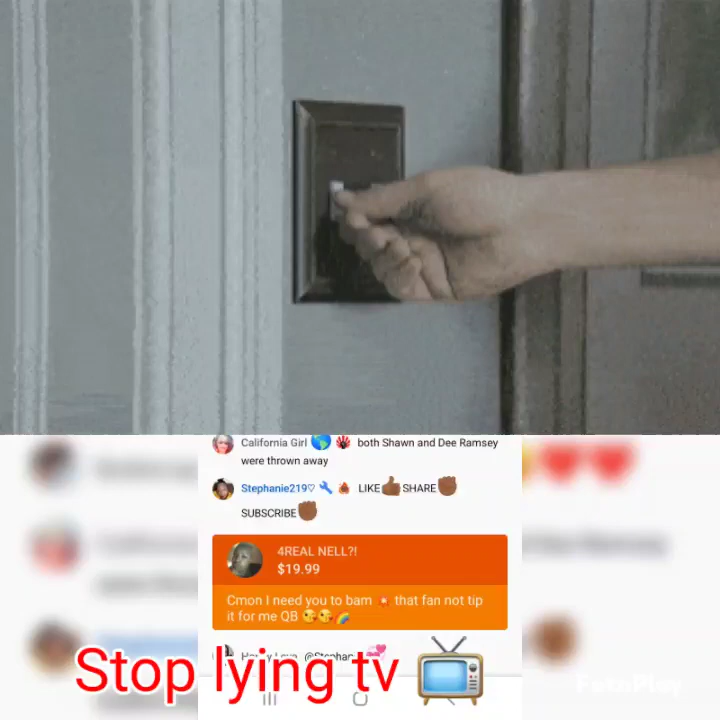 California Girl 🌎 both Shawn and Dee Ramsey
were thrown away
Stephanie219♡ 🔧 LIKE👍🏾SHARE✊🏾
SUBSCRIBE✊🏾
4REAL NELL?!
$19.99
Cmon I need you to bam 💥 that fan not tip
it for me QB 😘😘🌈
@Stephan
Stop lying tv 📺